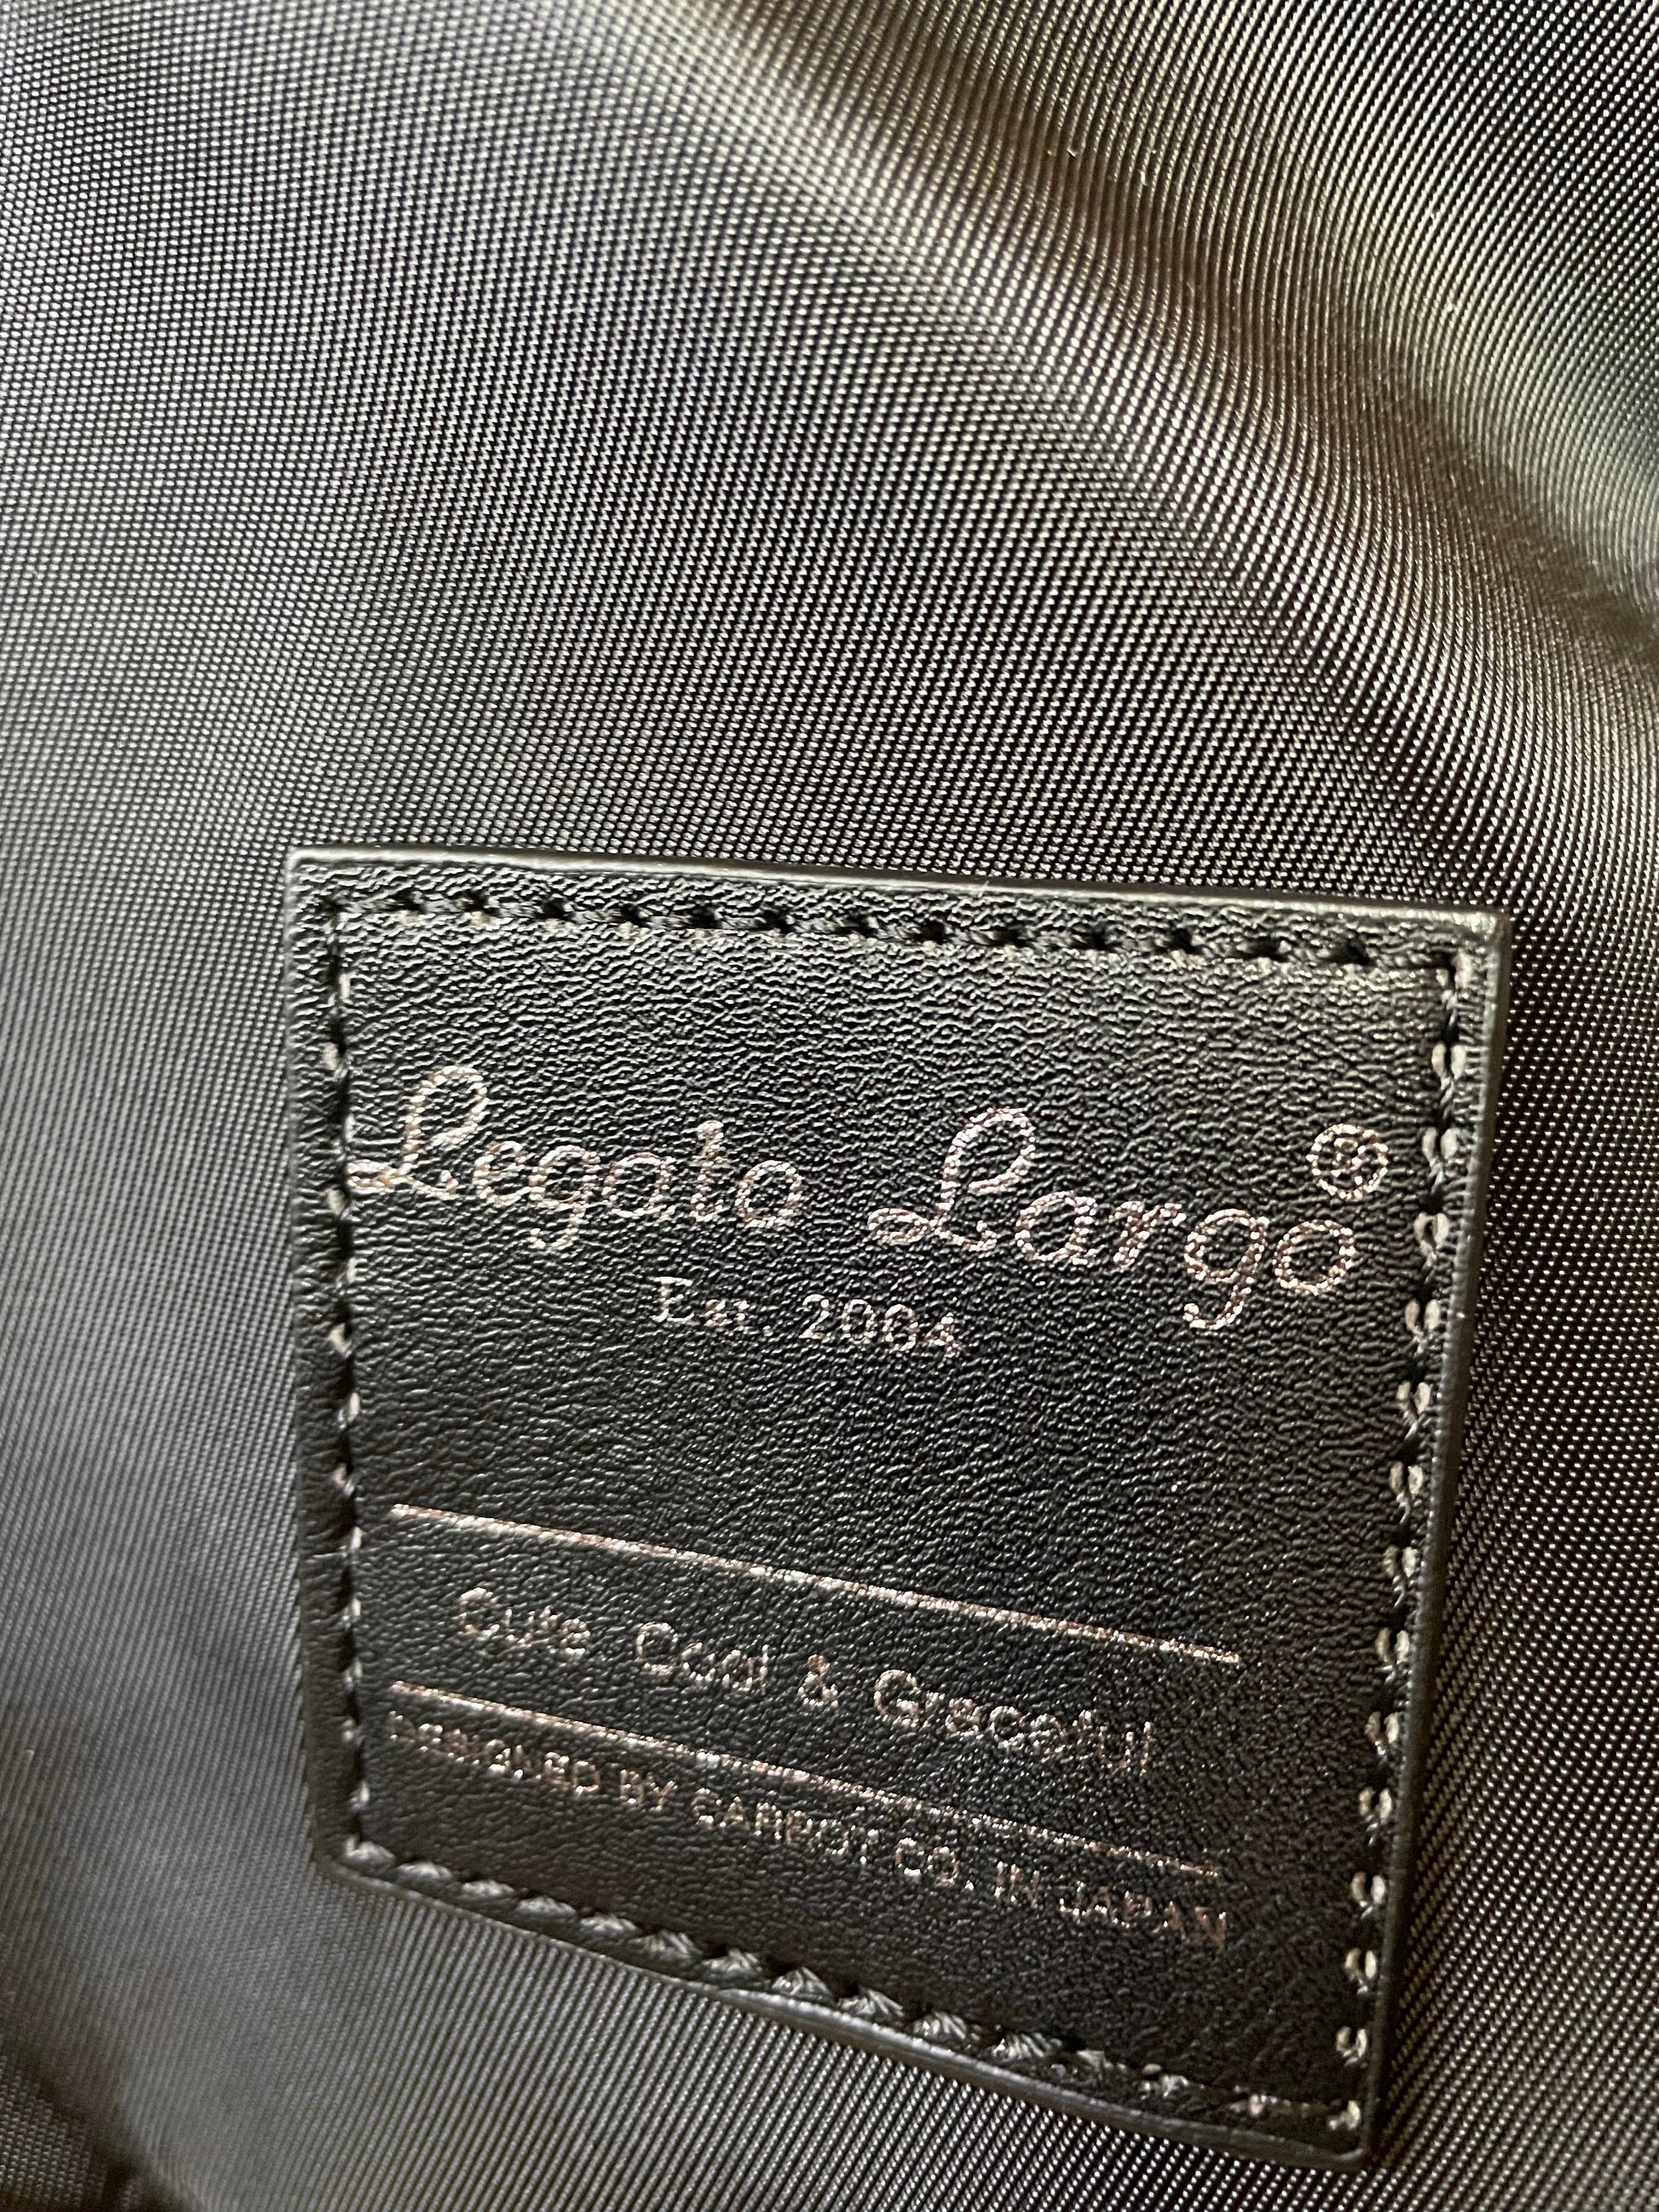 Legato Largo®
Est. 2004
Cute Cool & Graceful
DESIGNED BY CARROT CO. IN JAPAN